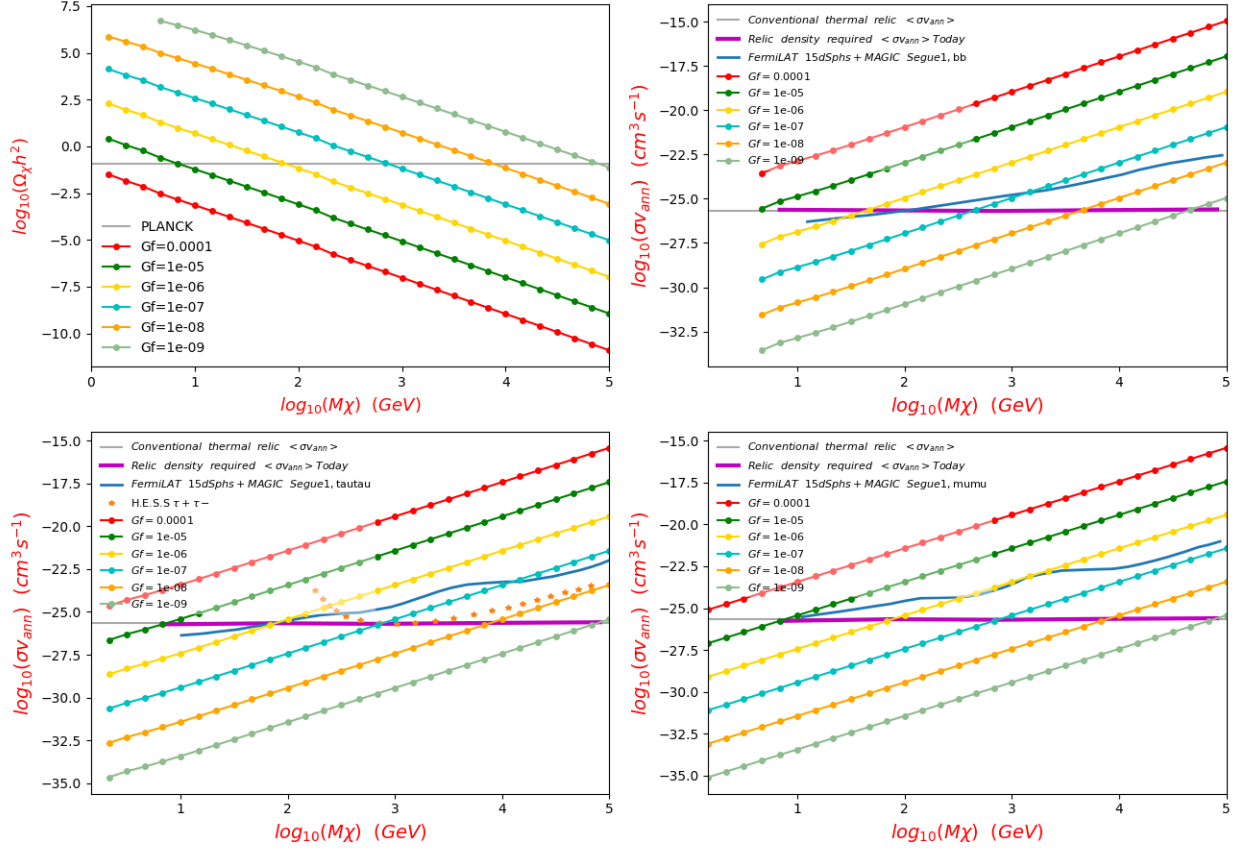 7.5
5.0
2.5
0.0
−2.5
−5.0
−7.5
−10.0
log10(Ωχh²)
PLANCK
Gf=0.0001
Gf=1e-05
Gf=1e-06
Gf=1e-07
Gf=1e-08
Gf=1e-09
0 1 2 3 4 5
log10(Mχ) (GeV)
−15.0
−17.5
−20.0
−22.5
−25.0
−27.5
−30.0
−32.5
log10(σvann) (cm³s⁻¹)
Conventional thermal relic <σvann>
Relic density required <σvann> Today
FermiLAT 15dSphs + MAGIC Segue1, bb
Gf = 0.0001
Gf = 1e-05
Gf = 1e-06
Gf = 1e-07
Gf = 1e-08
Gf = 1e-09
1 2 3 4 5
log10(Mχ) (GeV)
−15.0
−17.5
−20.0
−22.5
−25.0
−27.5
−30.0
−32.5
−35.0
log10(σvann) (cm³s⁻¹)
Conventional thermal relic <σvann>
Relic density required <σvann> Today
FermiLAT 15dSphs + MAGIC Segue1, tautau
H.E.S.S τ + τ −
Gf = 0.0001
Gf = 1e-05
Gf = 1e-06
Gf = 1e-07
Gf = 1e-08
Gf = 1e-09
1 2 3 4 5
log10(Mχ) (GeV)
−15.0
−17.5
−20.0
−22.5
−25.0
−27.5
−30.0
−32.5
−35.0
log10(σvann) (cm³s⁻¹)
Conventional thermal relic <σvann>
Relic density required <σvann> Today
FermiLAT 15dSphs + MAGIC Segue1, mumu
Gf = 0.0001
Gf = 1e-05
Gf = 1e-06
Gf = 1e-07
Gf = 1e-08
Gf = 1e-09
1 2 3 4 5
log10(Mχ) (GeV)